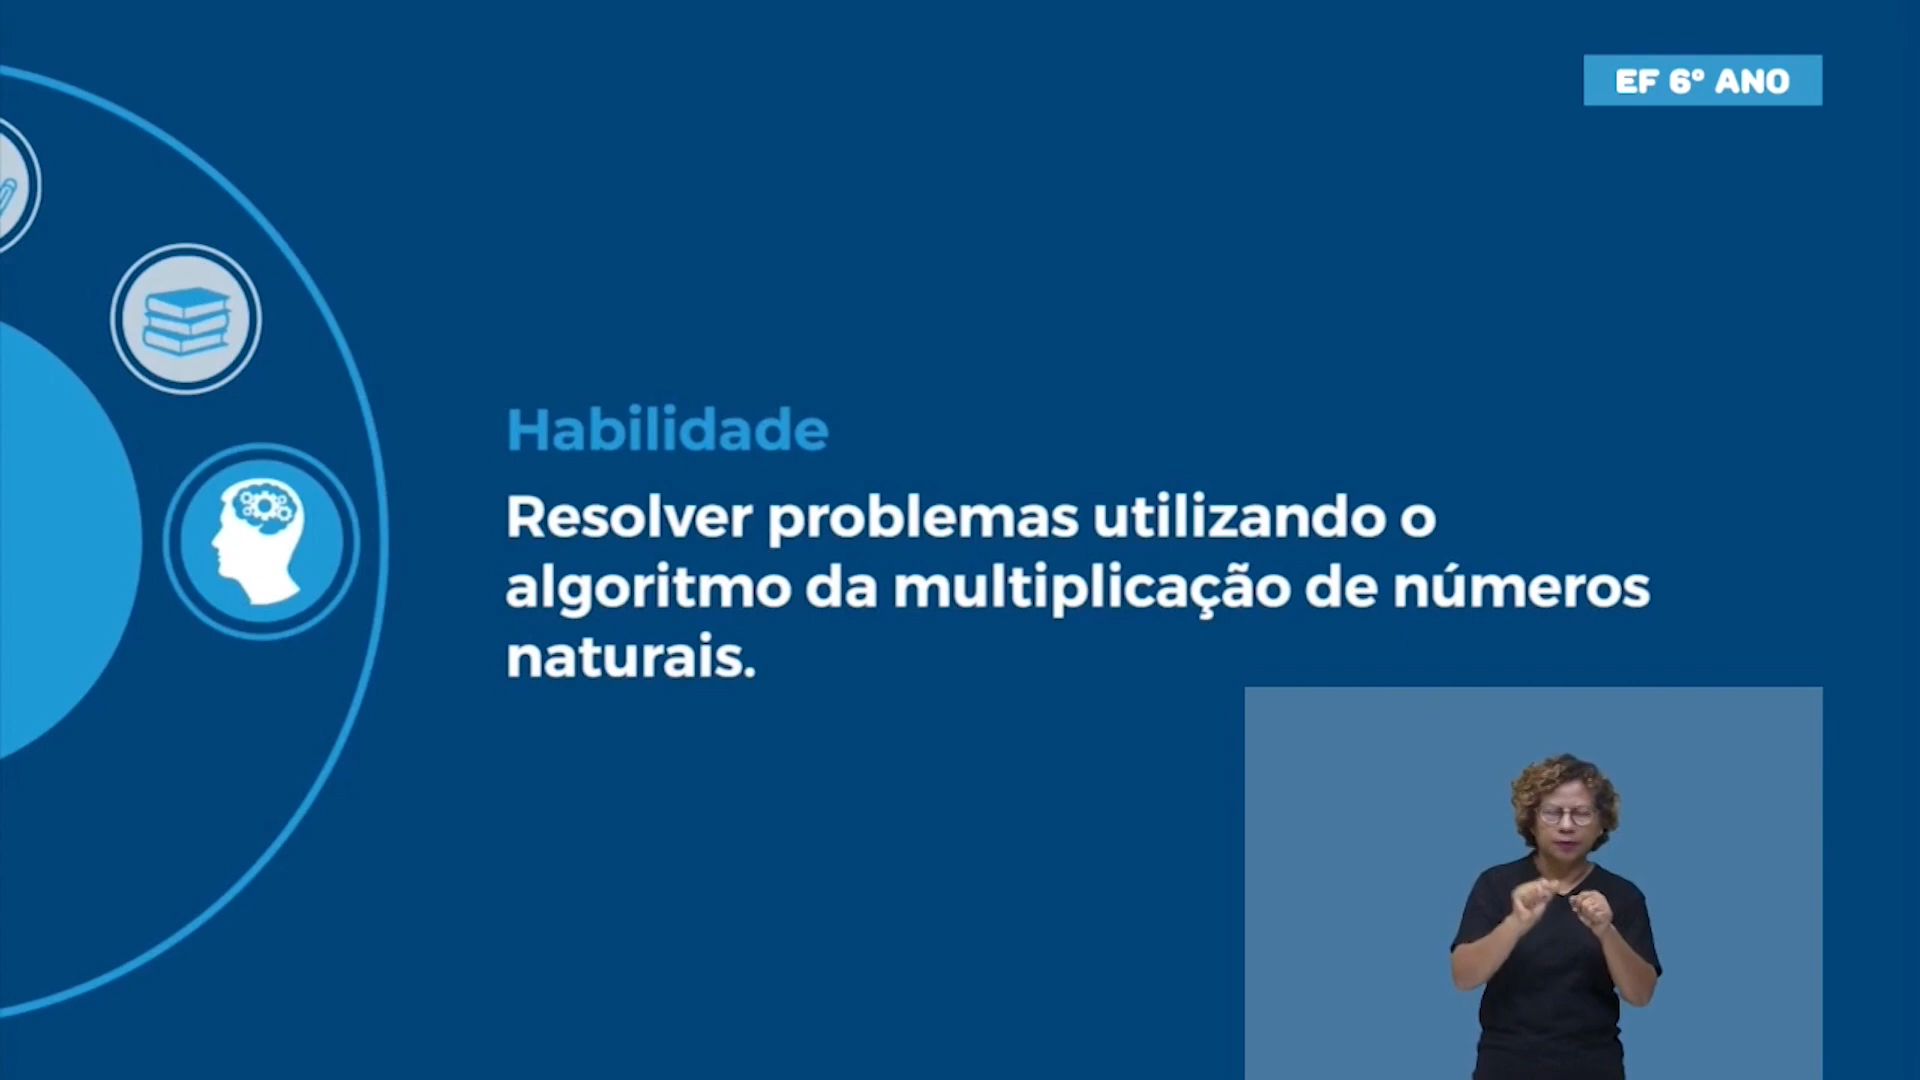 EF 6º ANO
Habilidade
Resolver problemas utilizando o
algoritmo da multiplicação de números
naturais.